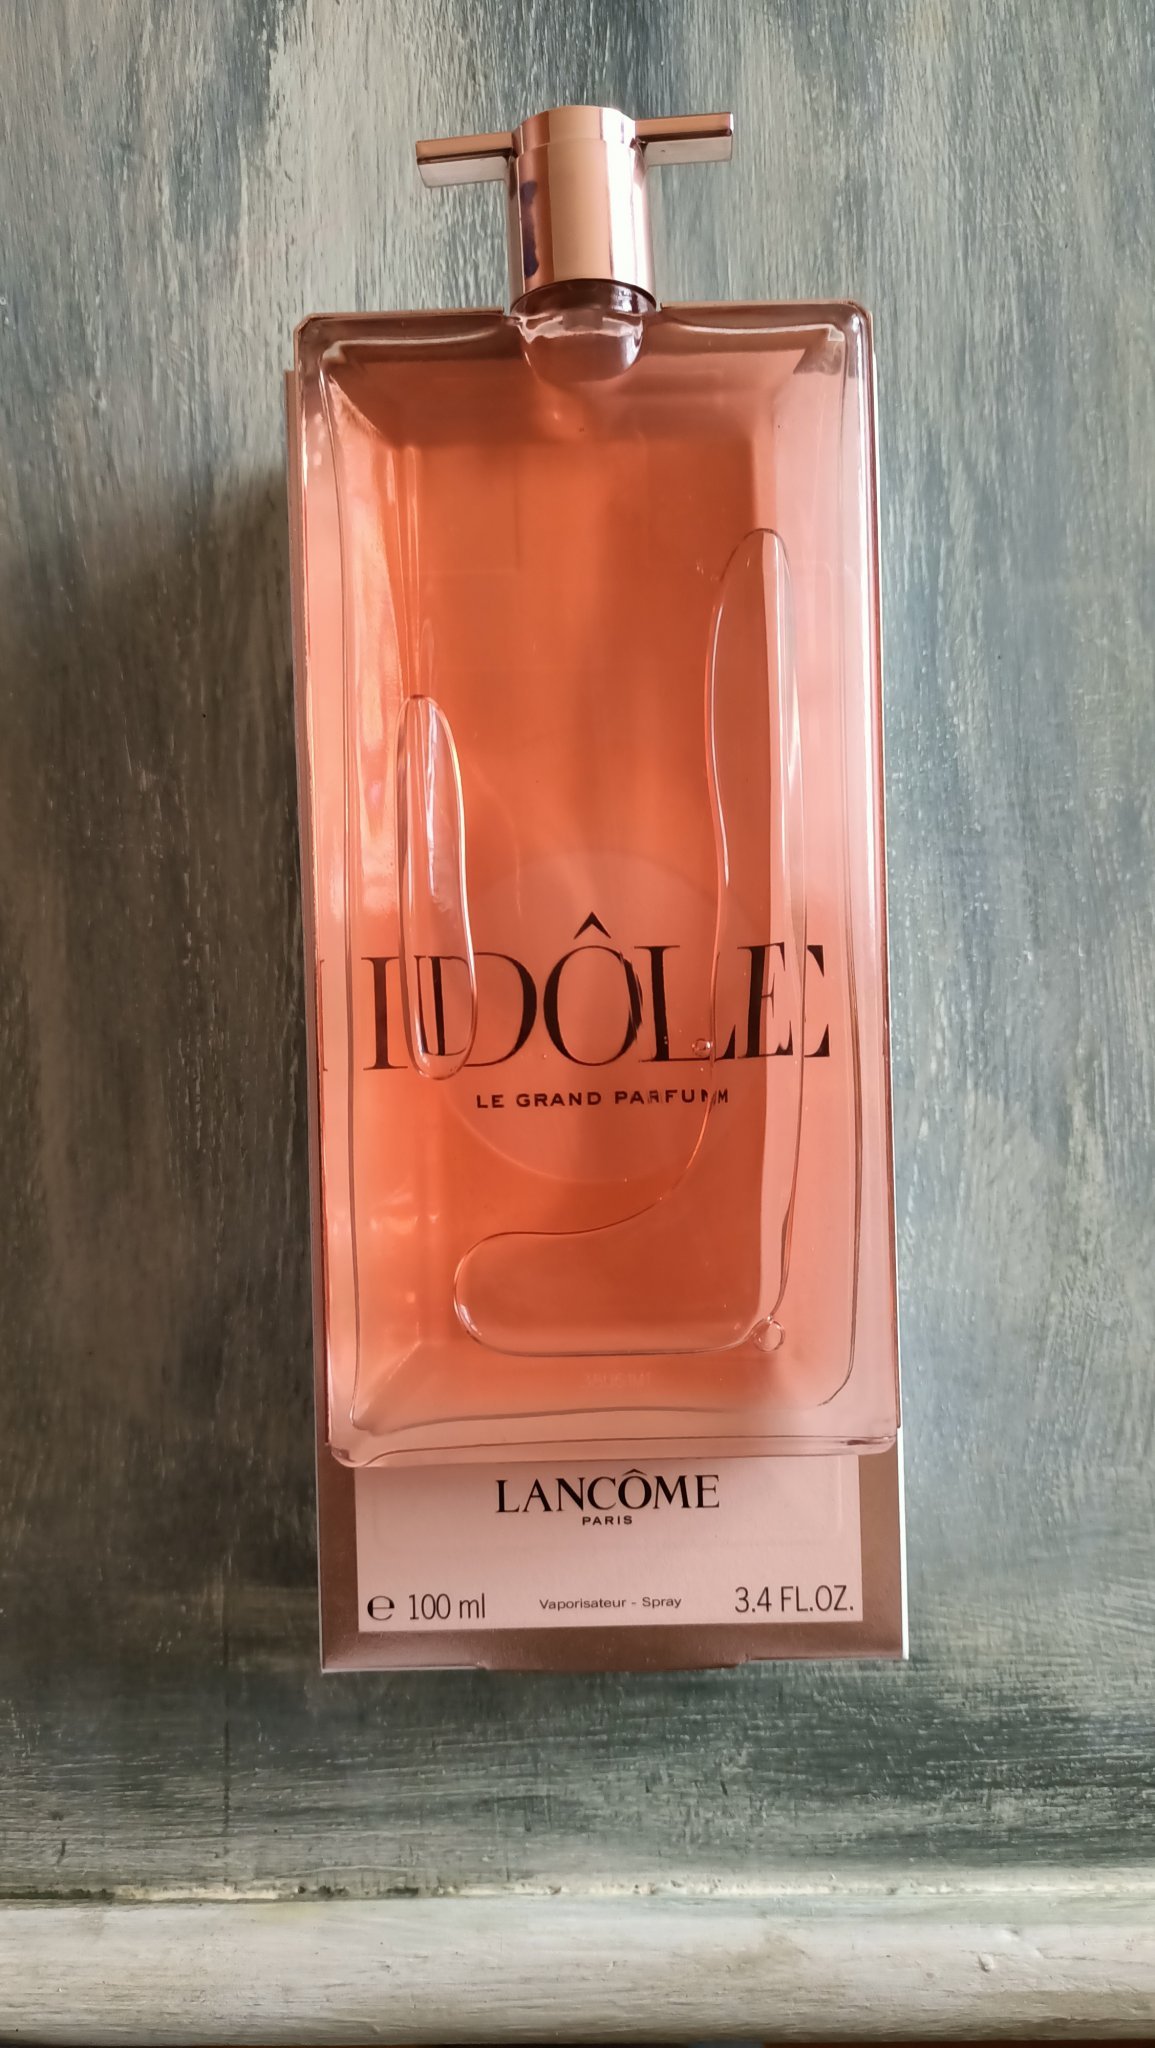 IDÔLE
LE GRAND PARFUM
LANCÔME
PARIS
℮ 100 ml Vaporisateur - Spray 3.4 FL.OZ.